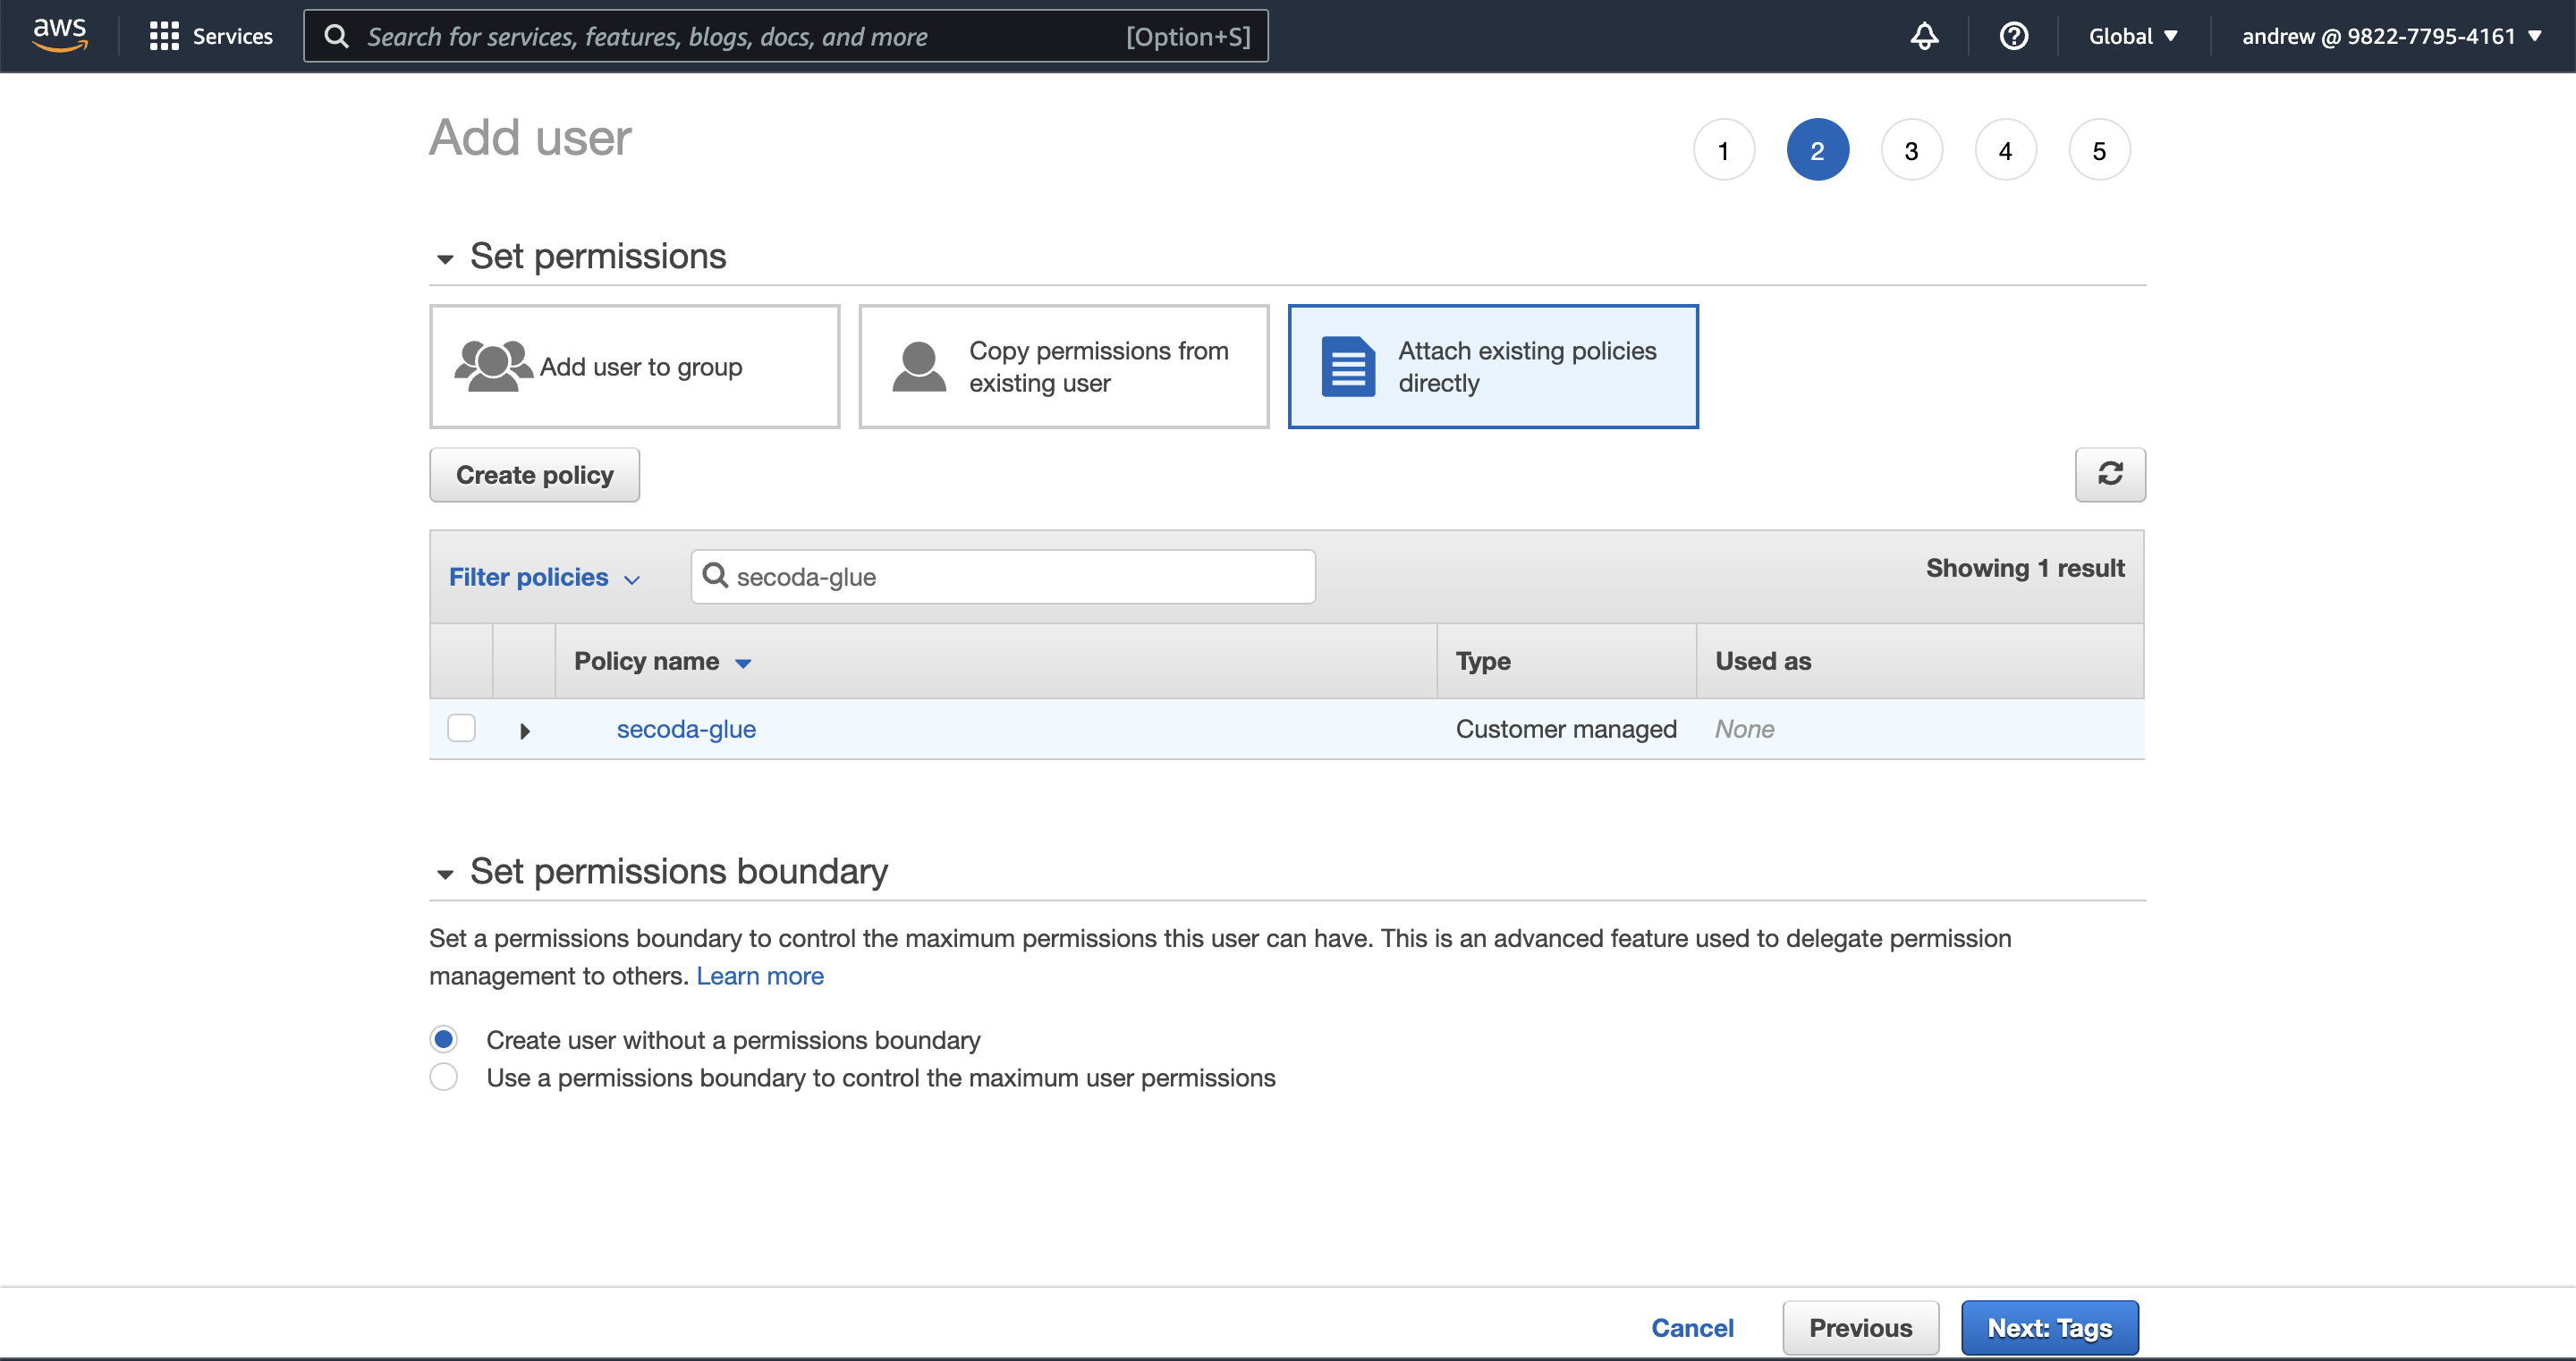 aws Services Search for services, features, blogs, docs, and more [Option+S] Global andrew @ 9822-7795-4161
Add user
1 2 3 4 5
Set permissions
Add user to group
Copy permissions from
existing user
Attach existing policies
directly
Create policy
Filter policies secoda-glue Showing 1 result
Policy name Type Used as
secoda-glue Customer managed None
Set permissions boundary
Set a permissions boundary to control the maximum permissions this user can have. This is an advanced feature used to delegate permission
management to others. Learn more
Create user without a permissions boundary
Use a permissions boundary to control the maximum user permissions
Cancel Previous Next: Tags